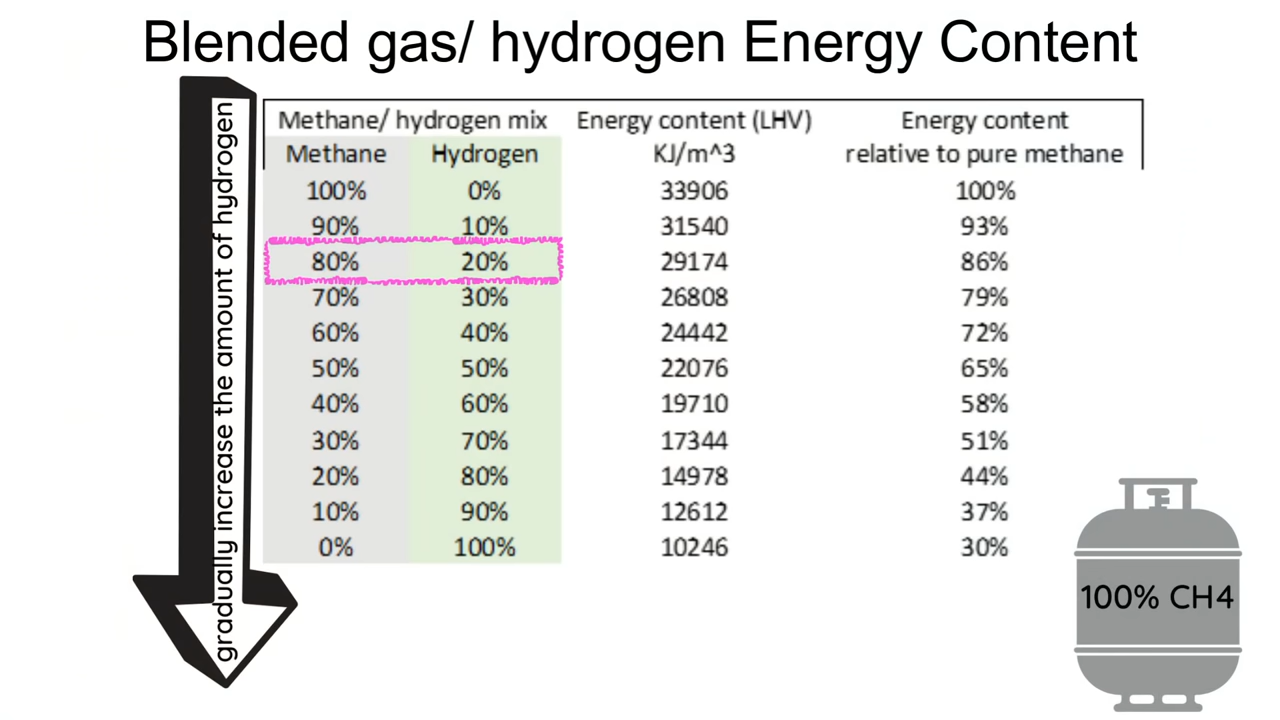 Blended gas/ hydrogen Energy Content
gradually increase the amount of hydrogen
Methane/ hydrogen mix Energy content (LHV) Energy content
Methane Hydrogen KJ/m^3 relative to pure methane
100% 0% 33906 100%
90% 10% 31540 93%
80% 20% 29174 86%
70% 30% 26808 79%
60% 40% 24442 72%
50% 50% 22076 65%
40% 60% 19710 58%
30% 70% 17344 51%
20% 80% 14978 44%
10% 90% 12612 37%
0% 100% 10246 30%
100% CH4